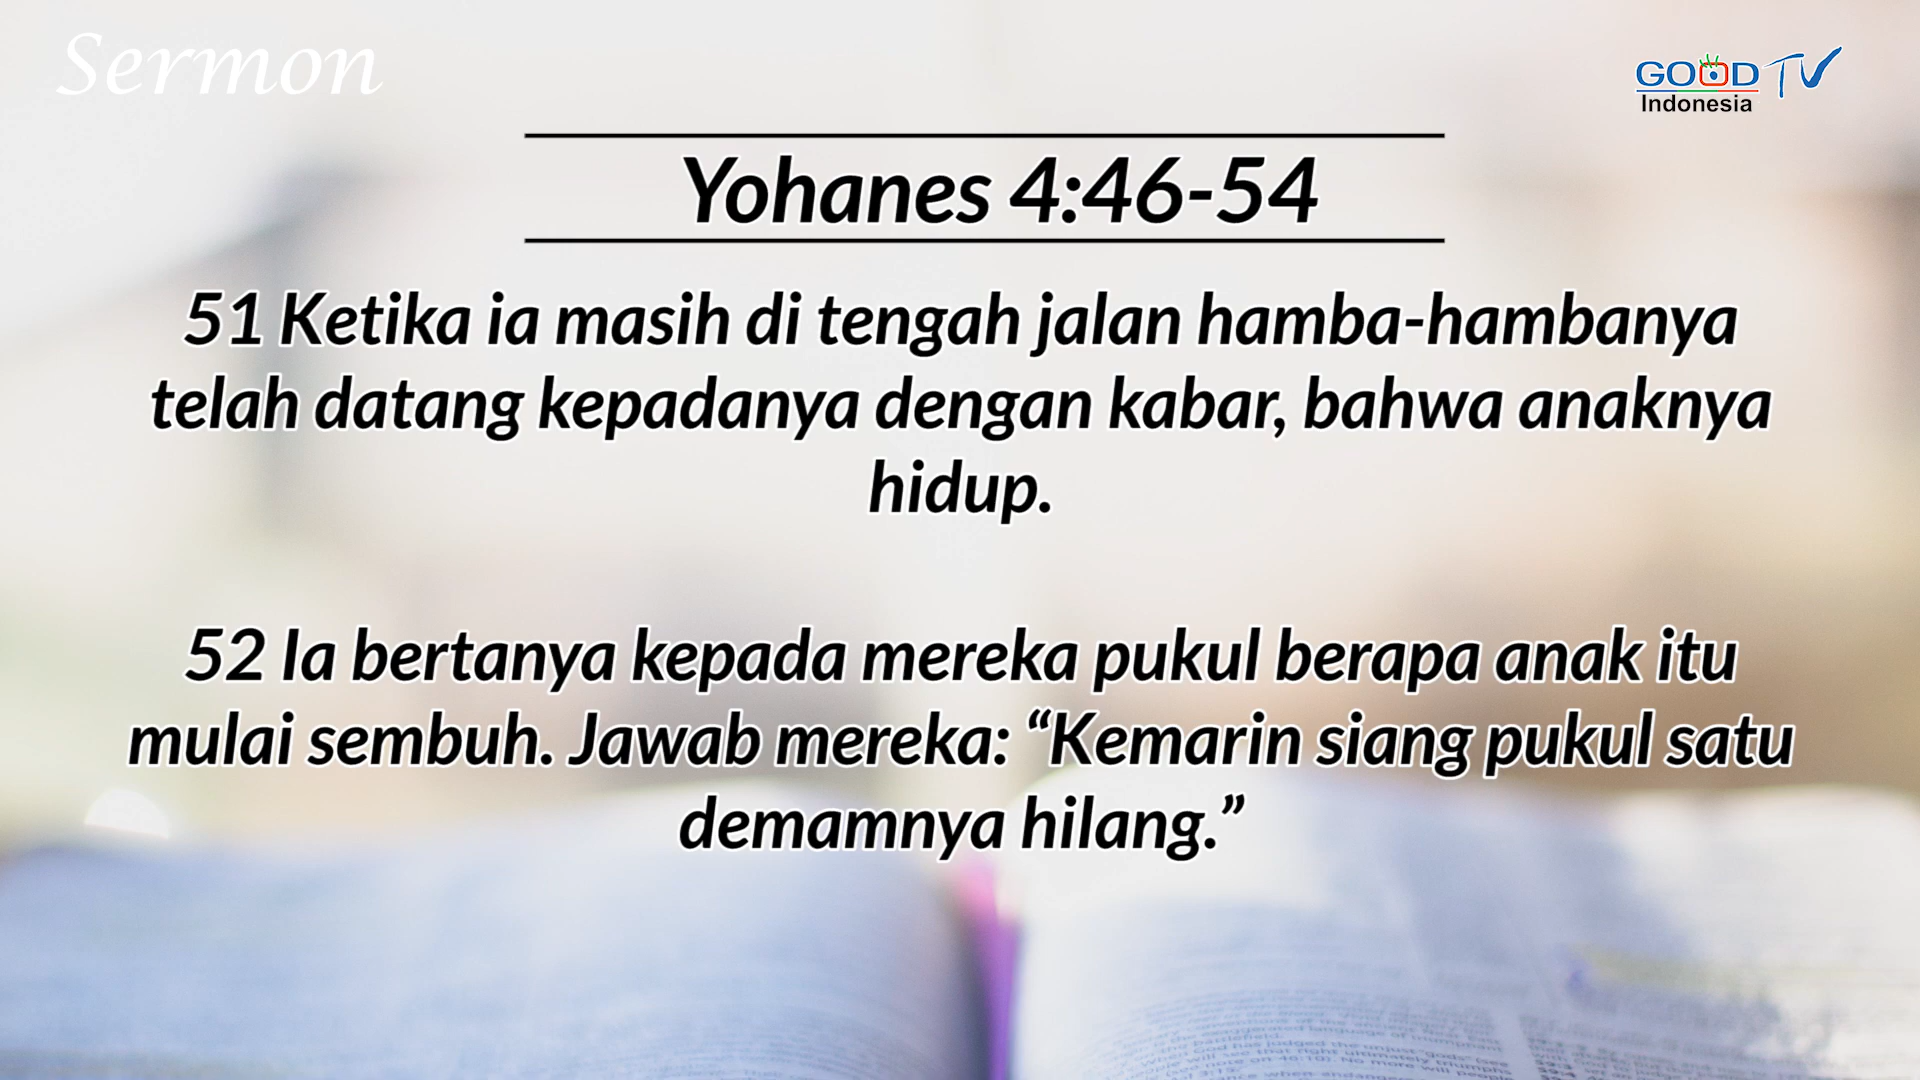 Sermon
GOOD TV
Indonesia
Yohanes 4:46-54
51 Ketika ia masih di tengah jalan hamba-hambanya
telah datang kepadanya dengan kabar, bahwa anaknya
hidup.
52 Ia bertanya kepada mereka pukul berapa anak itu
mulai sembuh. Jawab mereka: “Kemarin siang pukul satu
demamnya hilang.”